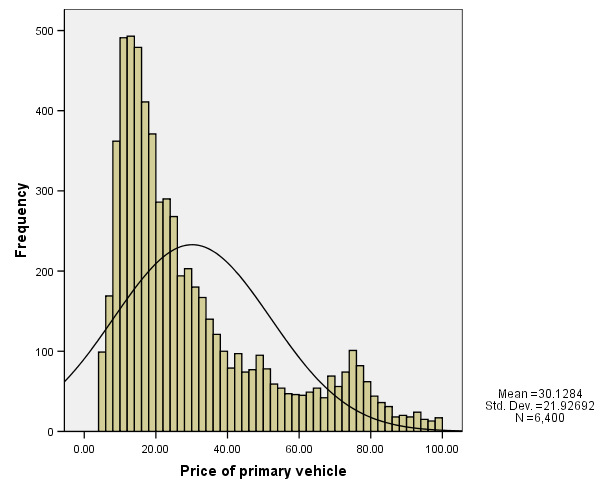 500
400
300
200
100
0
Frequency
0.00 20.00 40.00 60.00 80.00 100.00
Price of primary vehicle
Mean =30.1284
Std. Dev. =21.92692
N =6,400